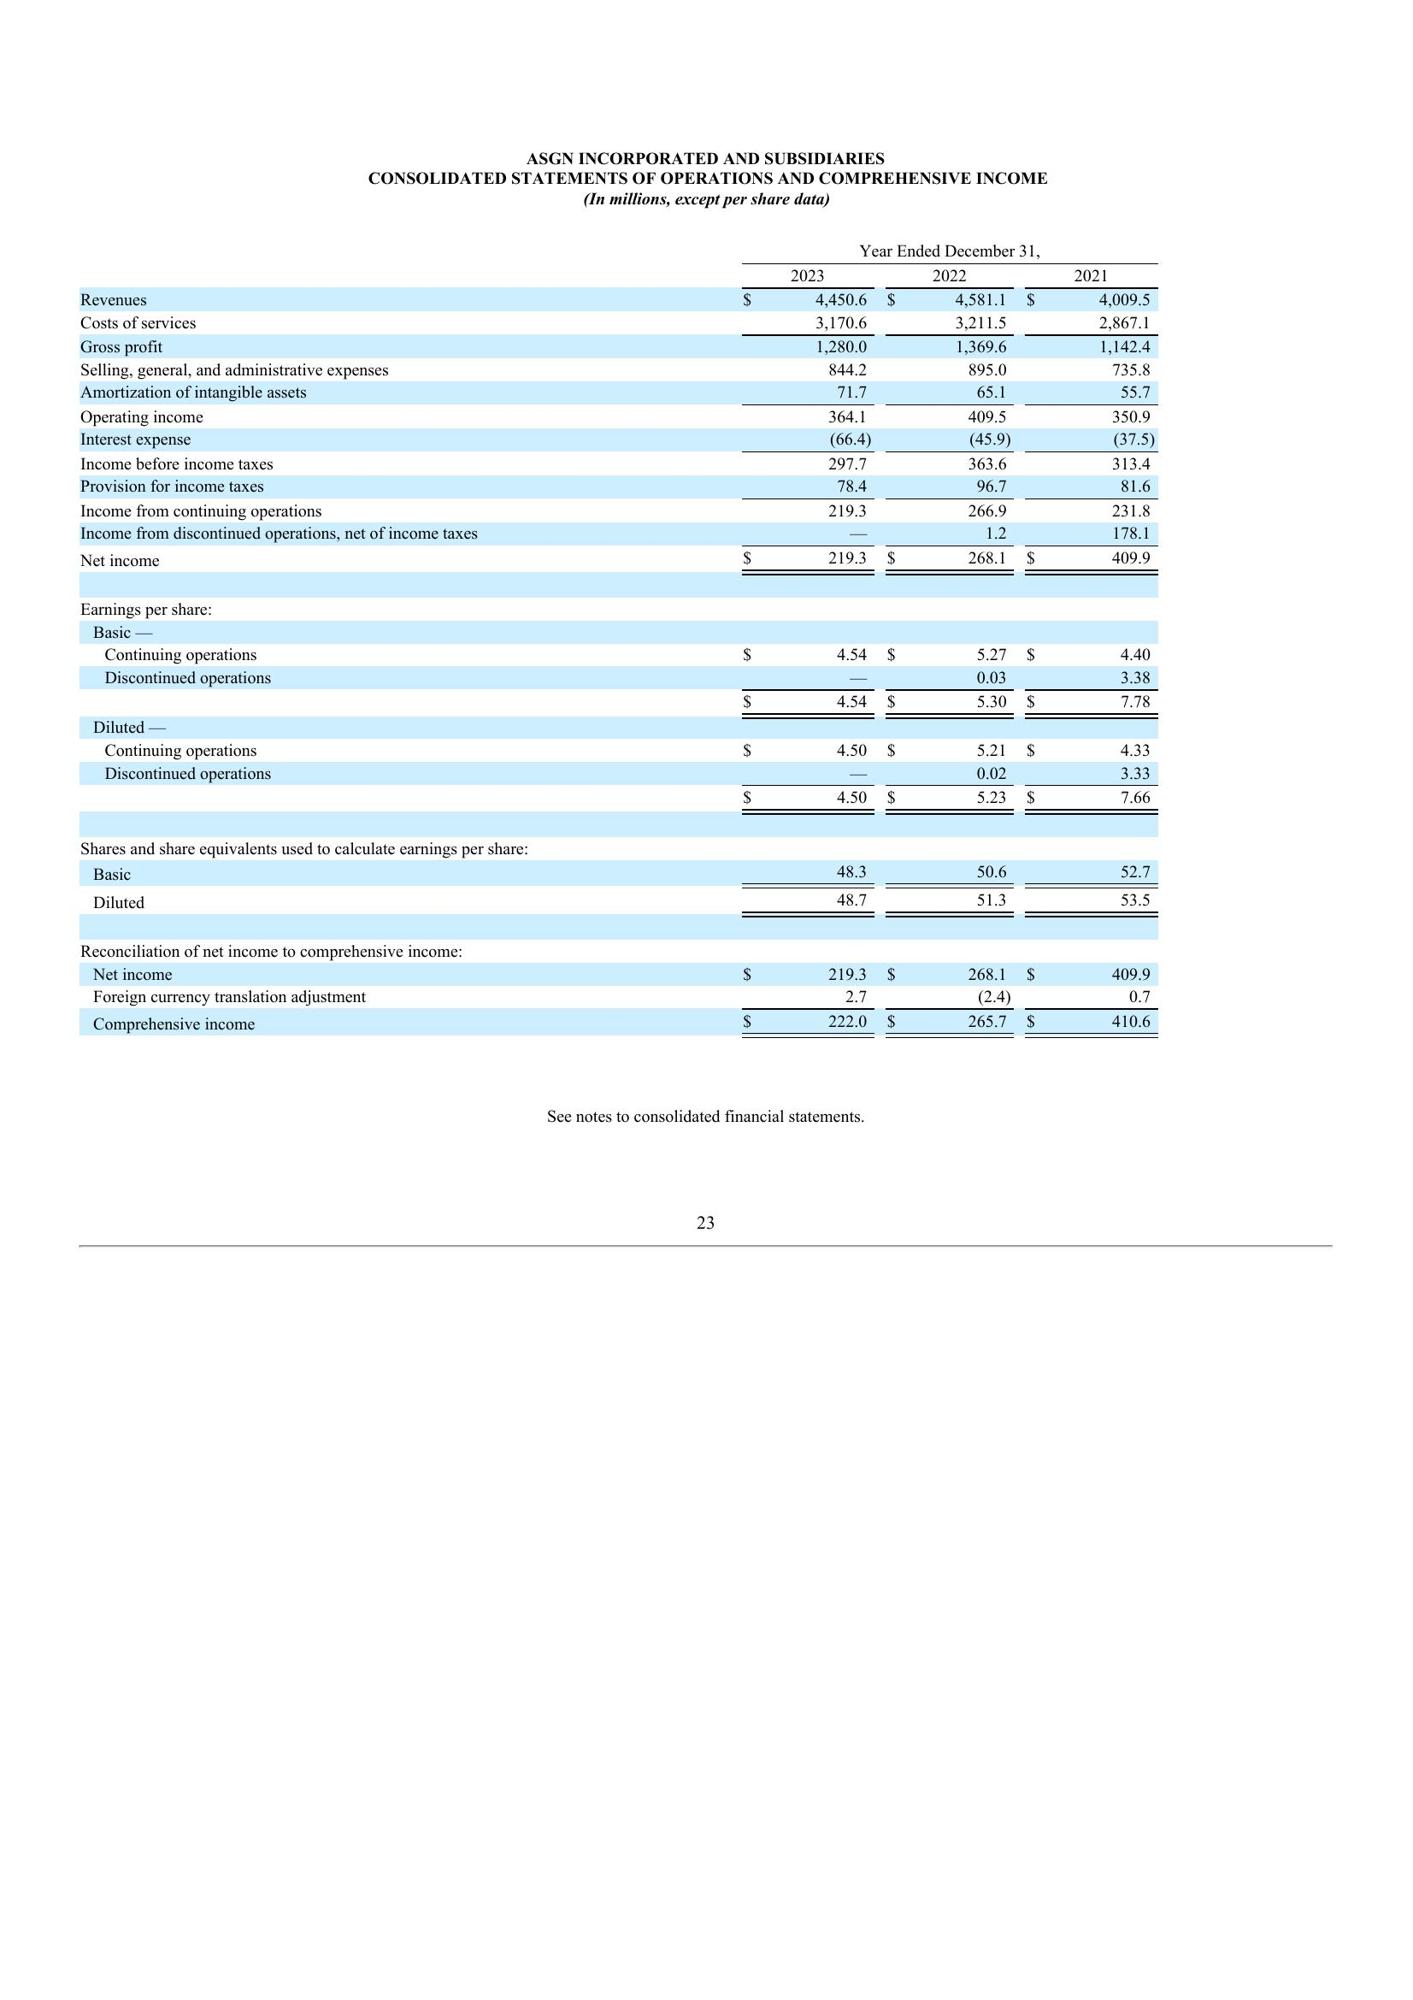 ASGN INCORPORATED AND SUBSIDIARIES
CONSOLIDATED STATEMENTS OF OPERATIONS AND COMPREHENSIVE INCOME
(In millions, except per share data)
Year Ended December 31,
2023 2022 2021
Revenues $ 4,450.6 $ 4,581.1 $ 4,009.5
Costs of services 3,170.6 3,211.5 2,867.1
Gross profit 1,280.0 1,369.6 1,142.4
Selling, general, and administrative expenses 844.2 895.0 735.8
Amortization of intangible assets 71.7 65.1 55.7
Operating income 364.1 409.5 350.9
Interest expense (66.4) (45.9) (37.5)
Income before income taxes 297.7 363.6 313.4
Provision for income taxes 78.4 96.7 81.6
Income from continuing operations 219.3 266.9 231.8
Income from discontinued operations, net of income taxes — 1.2 178.1
Net income $ 219.3 $ 268.1 $ 409.9
Earnings per share:
Basic —
Continuing operations $ 4.54 $ 5.27 $ 4.40
Discontinued operations — 0.03 3.38
$ 4.54 $ 5.30 $ 7.78
Diluted —
Continuing operations $ 4.50 $ 5.21 $ 4.33
Discontinued operations — 0.02 3.33
$ 4.50 $ 5.23 $ 7.66
Shares and share equivalents used to calculate earnings per share:
Basic 48.3 50.6 52.7
Diluted 48.7 51.3 53.5
Reconciliation of net income to comprehensive income:
Net income $ 219.3 $ 268.1 $ 409.9
Foreign currency translation adjustment 2.7 (2.4) 0.7
Comprehensive income $ 222.0 $ 265.7 $ 410.6
See notes to consolidated financial statements.
23